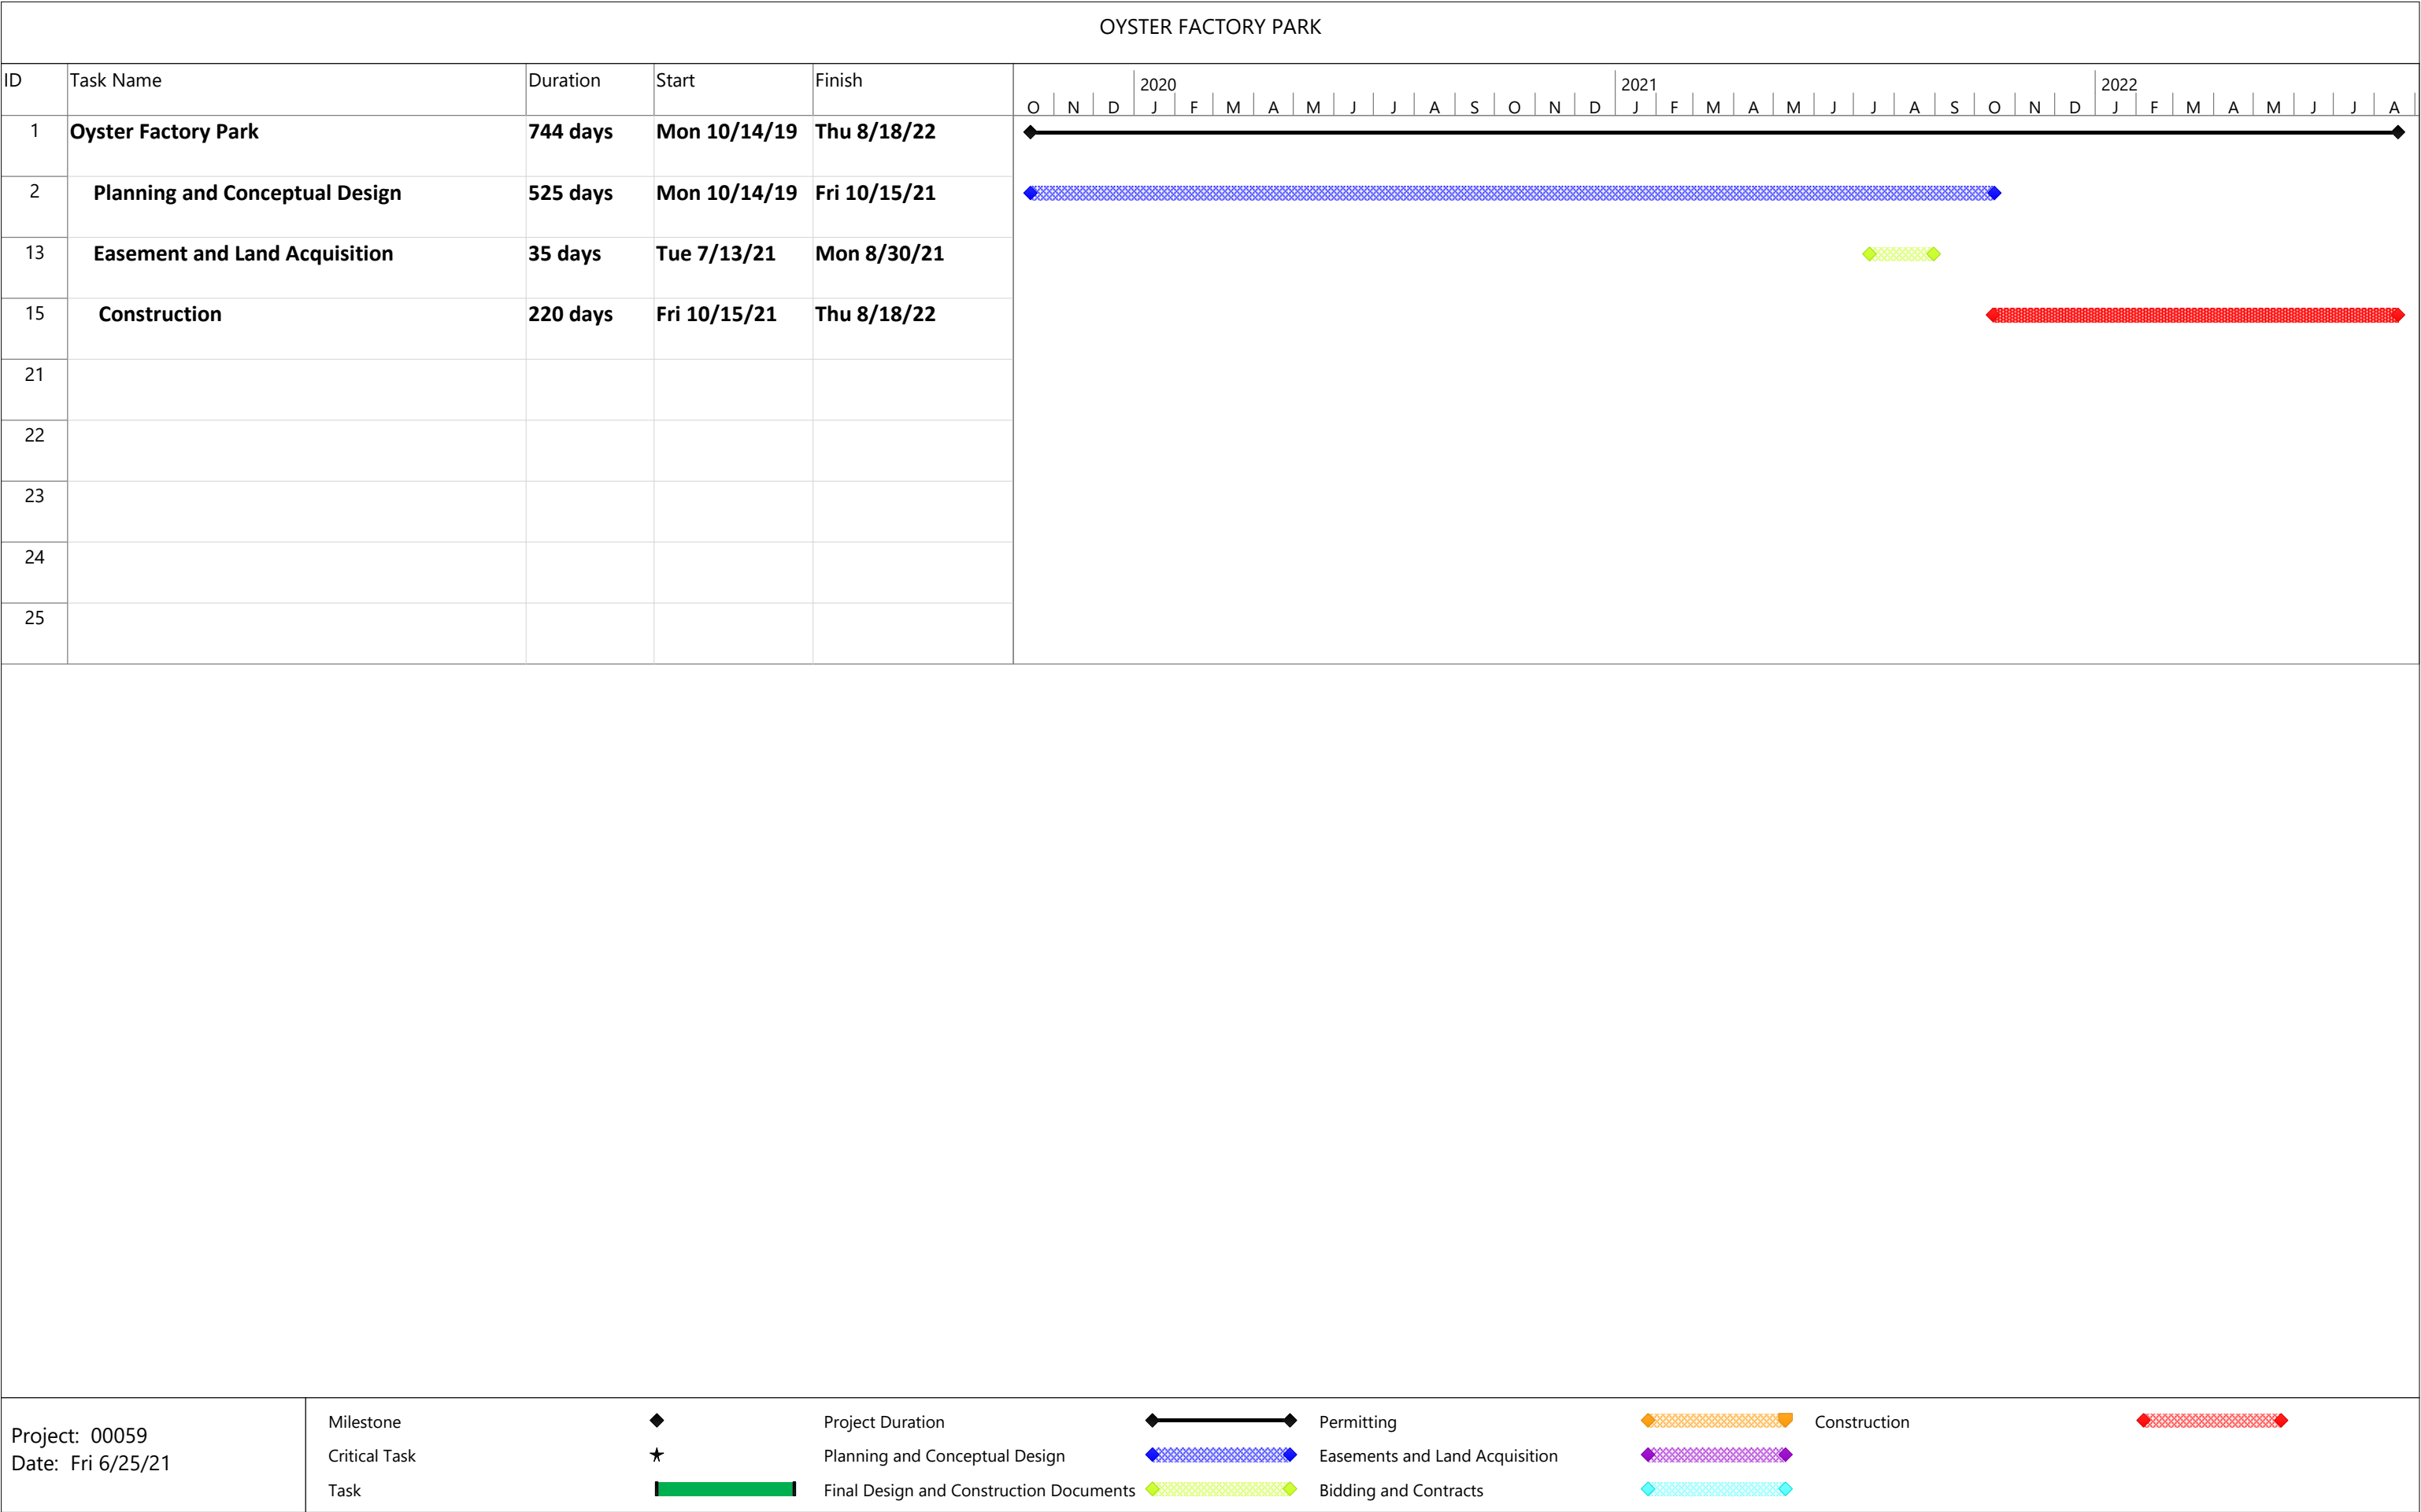 OYSTER FACTORY PARK
ID Task Name Duration Start Finish
2020 2021 2022
O N D J F M A M J J A S O N D J F M A M J J A S O N D J F M A M J J A
1 Oyster Factory Park 744 days Mon 10/14/19 Thu 8/18/22
2 Planning and Conceptual Design 525 days Mon 10/14/19 Fri 10/15/21
13 Easement and Land Acquisition 35 days Tue 7/13/21 Mon 8/30/21
15 Construction 220 days Fri 10/15/21 Thu 8/18/22
21
22
23
24
25
Project: 00059
Date: Fri 6/25/21
Milestone Project Duration Permitting Construction
Critical Task Planning and Conceptual Design Easements and Land Acquisition
Task Final Design and Construction Documents Bidding and Contracts